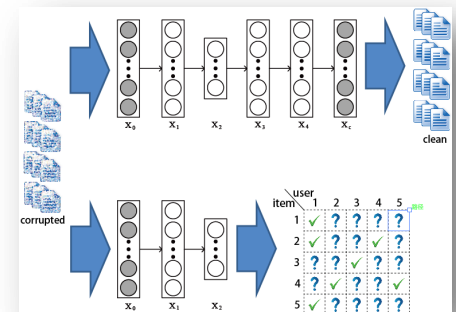 x₀ x₁ x₂ x₃ x₄ x꜀
clean
corrupted
user
item 1 2 3 4 5
1 ✓ ? ? ? ?
2 ✓ ? ? ✓ ?
3 ? ? ✓ ? ?
4 ? ✓ ? ? ✓
5 ✓ ? ? ? ?
x₀ x₁ x₂